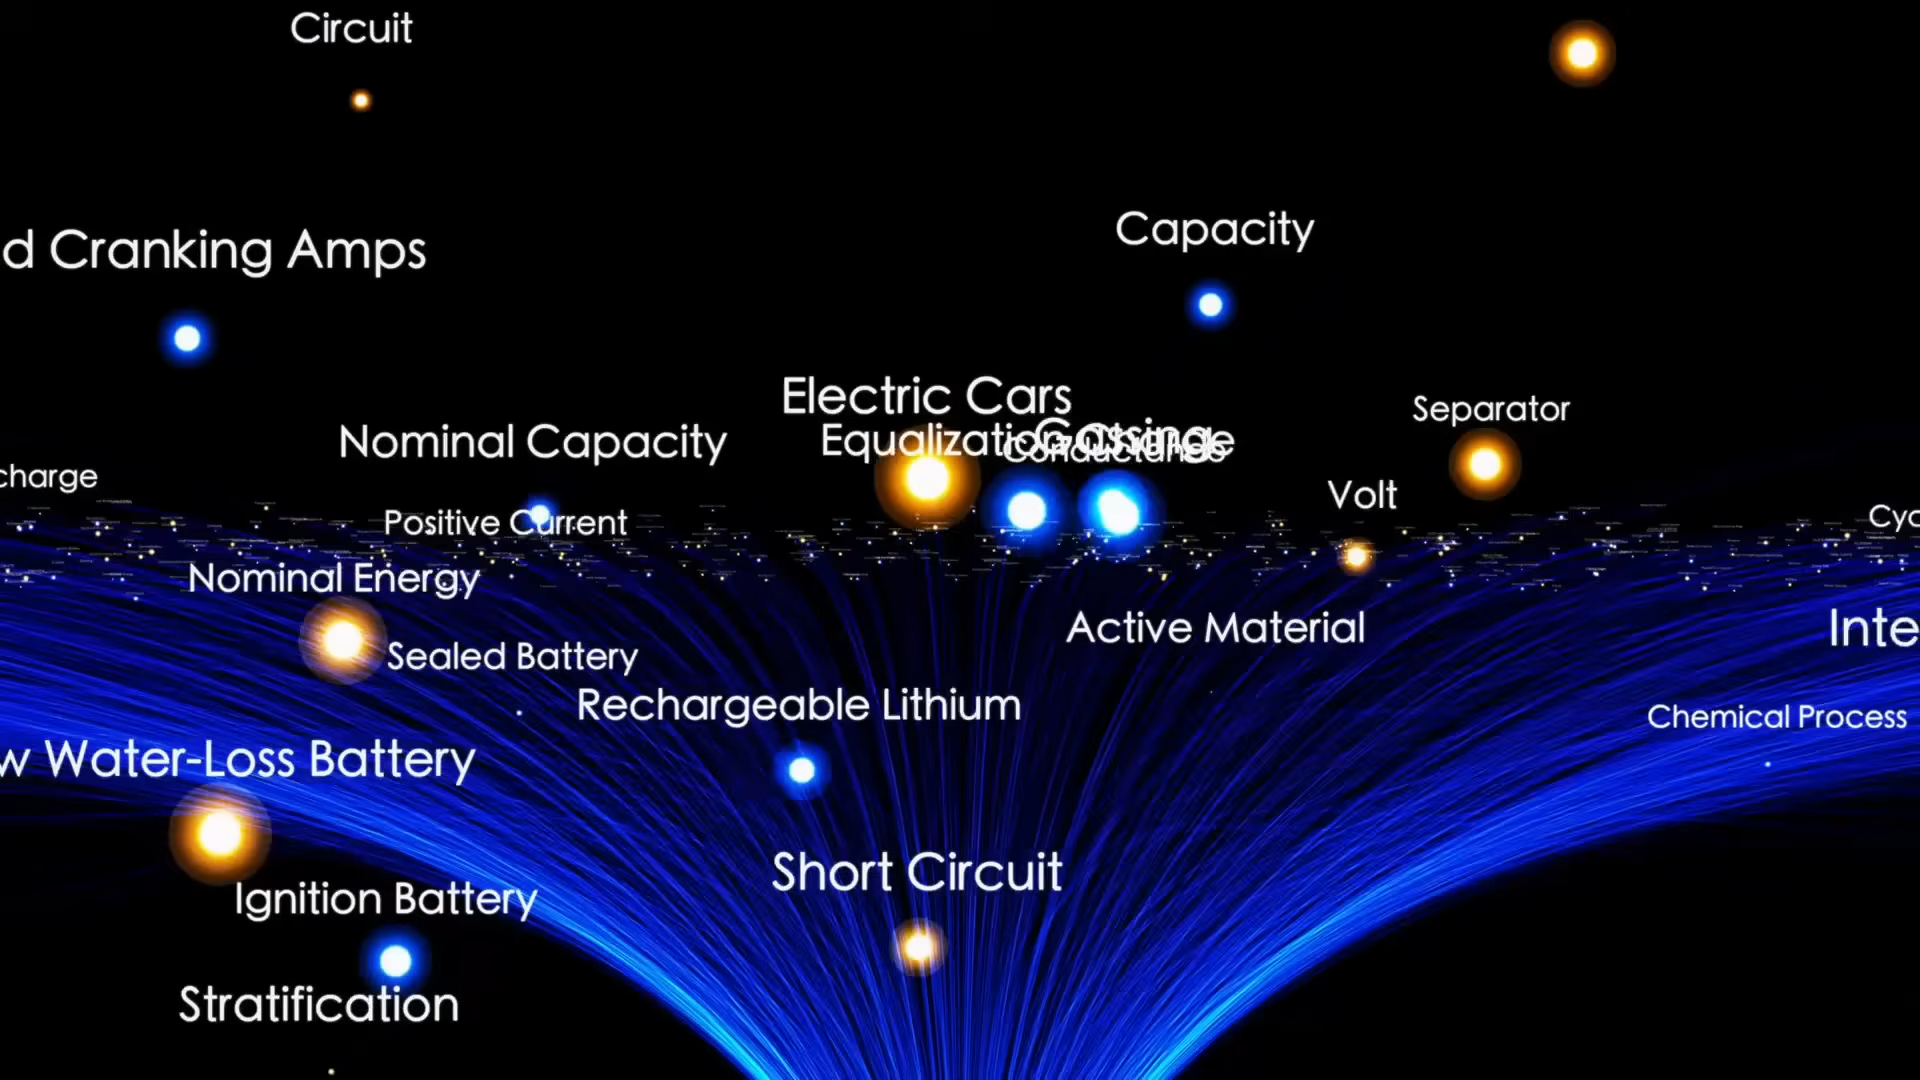 Circuit
d Cranking Amps
Capacity
Electric Cars
Separator
Nominal Capacity
Equalization
charge
Volt
Positive Current
Cyc
Nominal Energy
Active Material
Inte
Sealed Battery
Rechargeable Lithium
Chemical Process
w Water-Loss Battery
Short Circuit
Ignition Battery
Stratification